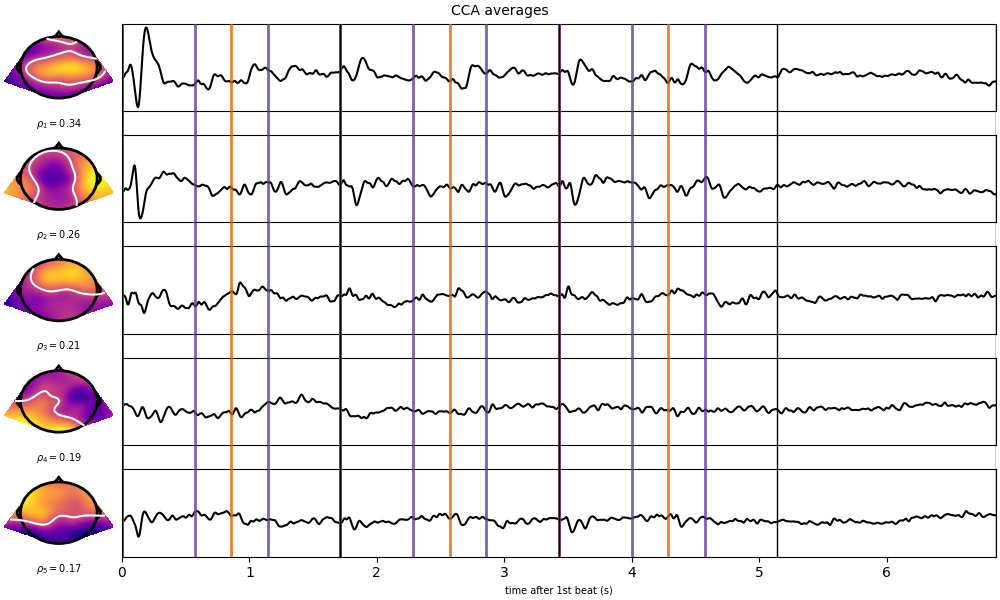 CCA averages
ρ₁ = 0.34
ρ₂ = 0.26
ρ₃ = 0.21
ρ₄ = 0.19
ρ₅ = 0.17
0 1 2 3 4 5 6
time after 1st beat (s)